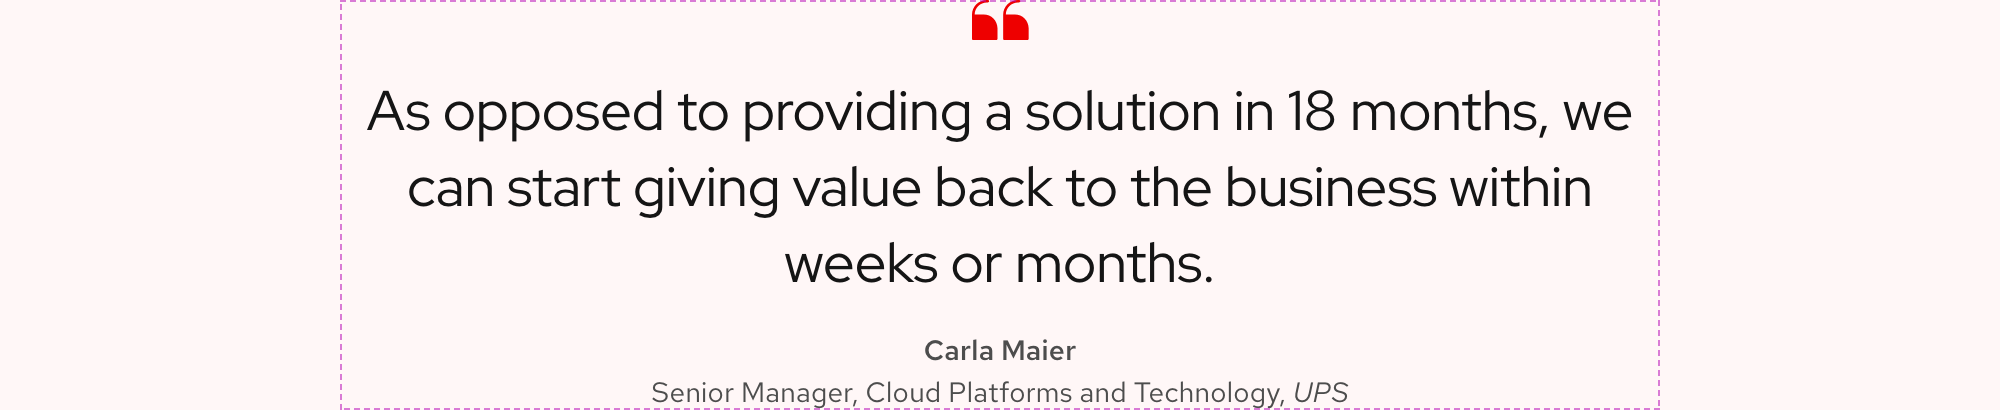 ❝
As opposed to providing a solution in 18 months, we
can start giving value back to the business within
weeks or months.
Carla Maier
Senior Manager, Cloud Platforms and Technology, UPS